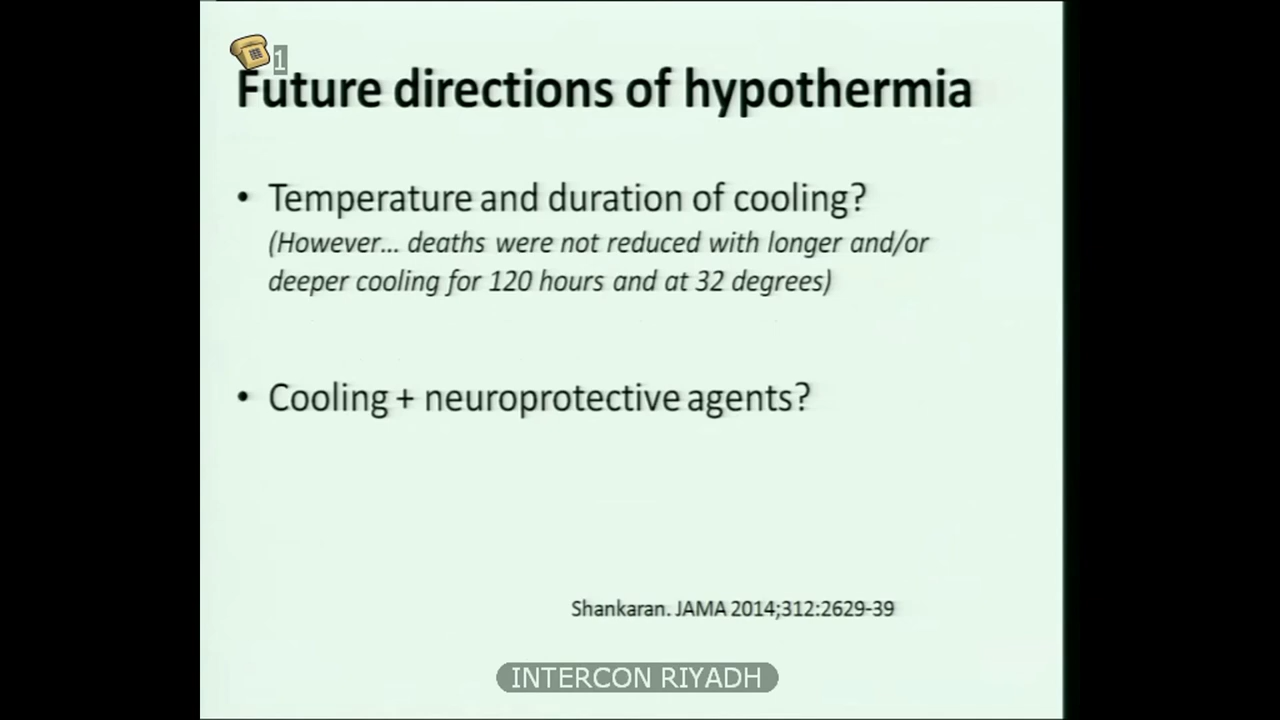 1
Future directions of hypothermia
• Temperature and duration of cooling?
(However... deaths were not reduced with longer and/or
deeper cooling for 120 hours and at 32 degrees)
• Cooling + neuroprotective agents?
Shankaran. JAMA 2014;312:2629-39
INTERCON RIYADH